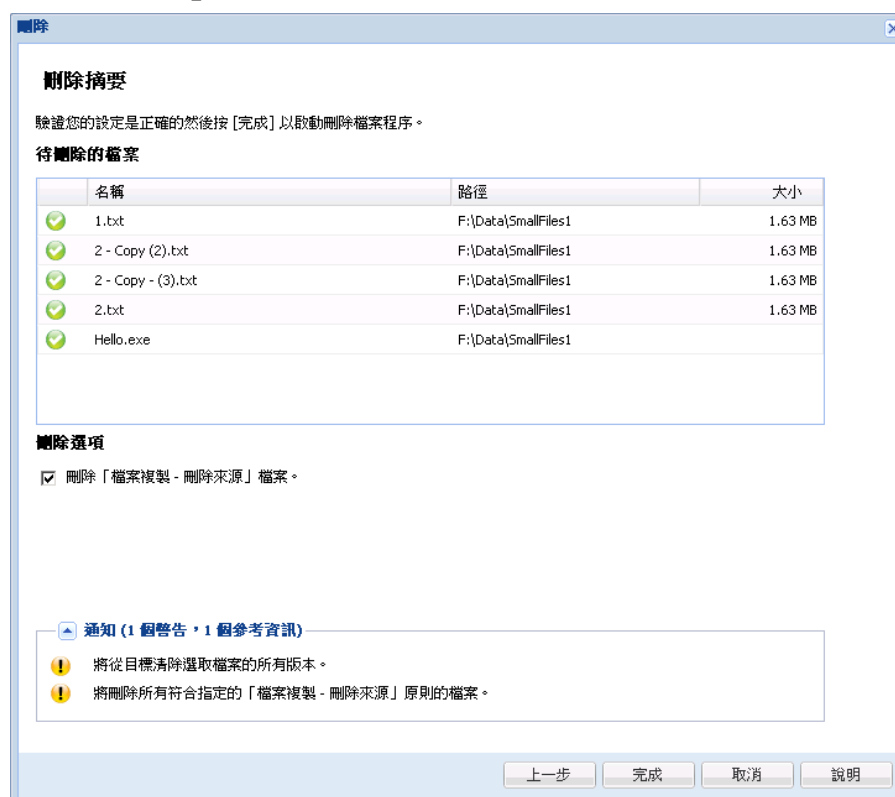 刪除
刪除摘要
驗證您的設定是正確的然後按 [完成] 以啟動刪除檔案程序。
待刪除的檔案
名稱 路徑 大小
1.txt F:\Data\SmallFiles1 1.63 MB
2 - Copy (2).txt F:\Data\SmallFiles1 1.63 MB
2 - Copy - (3).txt F:\Data\SmallFiles1 1.63 MB
2.txt F:\Data\SmallFiles1 1.63 MB
Hello.exe F:\Data\SmallFiles1
刪除選項
刪除「檔案複製 - 刪除來源」檔案。
通知 (1 個警告，1 個參考資訊)
將從目標清除選取檔案的所有版本。
將刪除所有符合指定的「檔案複製 - 刪除來源」原則的檔案。
上一步 完成 取消 說明